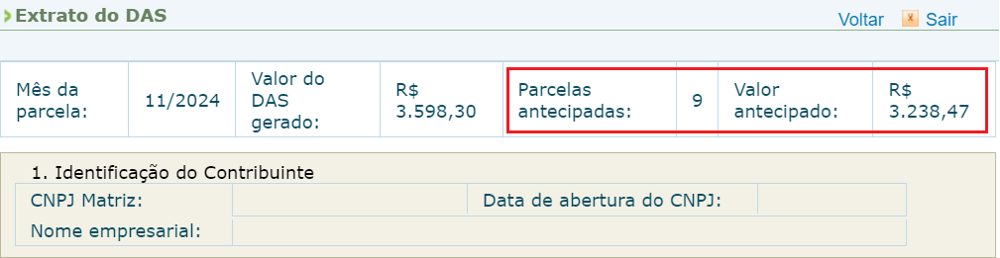 Extrato do DAS
Voltar Sair
Mês da parcela: 11/2024 Valor do DAS gerado: R$ 3.598,30 Parcelas antecipadas: 9 Valor antecipado: R$ 3.238,47
1. Identificação do Contribuinte
CNPJ Matriz: Data de abertura do CNPJ:
Nome empresarial: